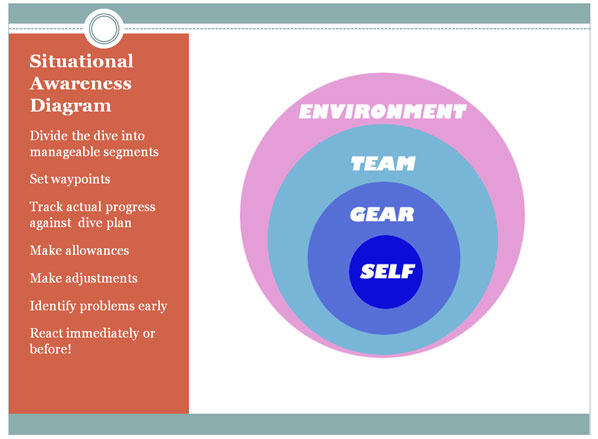 Situational
Awareness
Diagram
Divide the dive into
manageable segments
Set waypoints
Track actual progress
against dive plan
Make allowances
Make adjustments
Identify problems early
React immediately or
before!
ENVIRONMENT
TEAM
GEAR
SELF